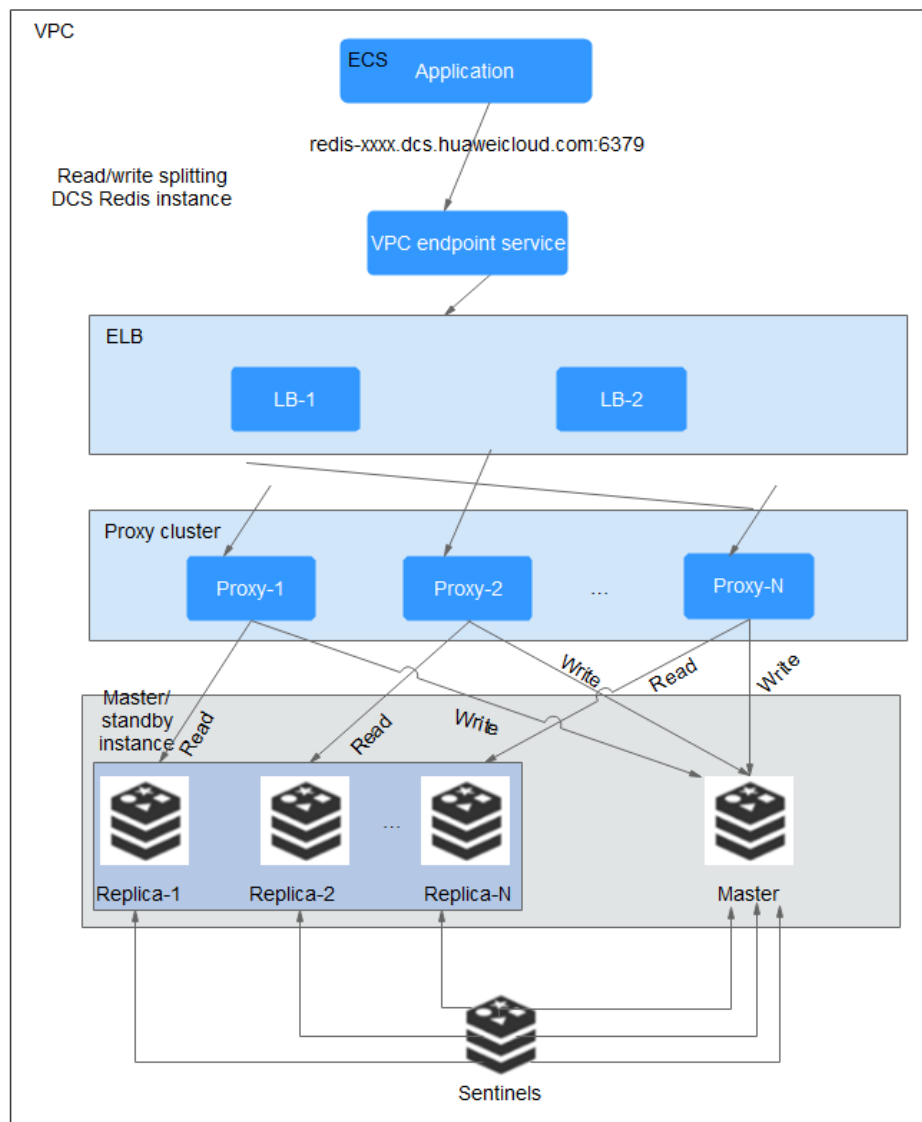 VPC
ECS
Application
redis-xxxx.dcs.huaweicloud.com:6379
Read/write splitting
DCS Redis instance
VPC endpoint service
ELB
LB-1
LB-2
Proxy cluster
Proxy-1
Proxy-2
...
Proxy-N
Master/
standby
instance
Read
Read
Write
Write
Read
Write
...
Replica-1
Replica-2
Replica-N
Master
Sentinels